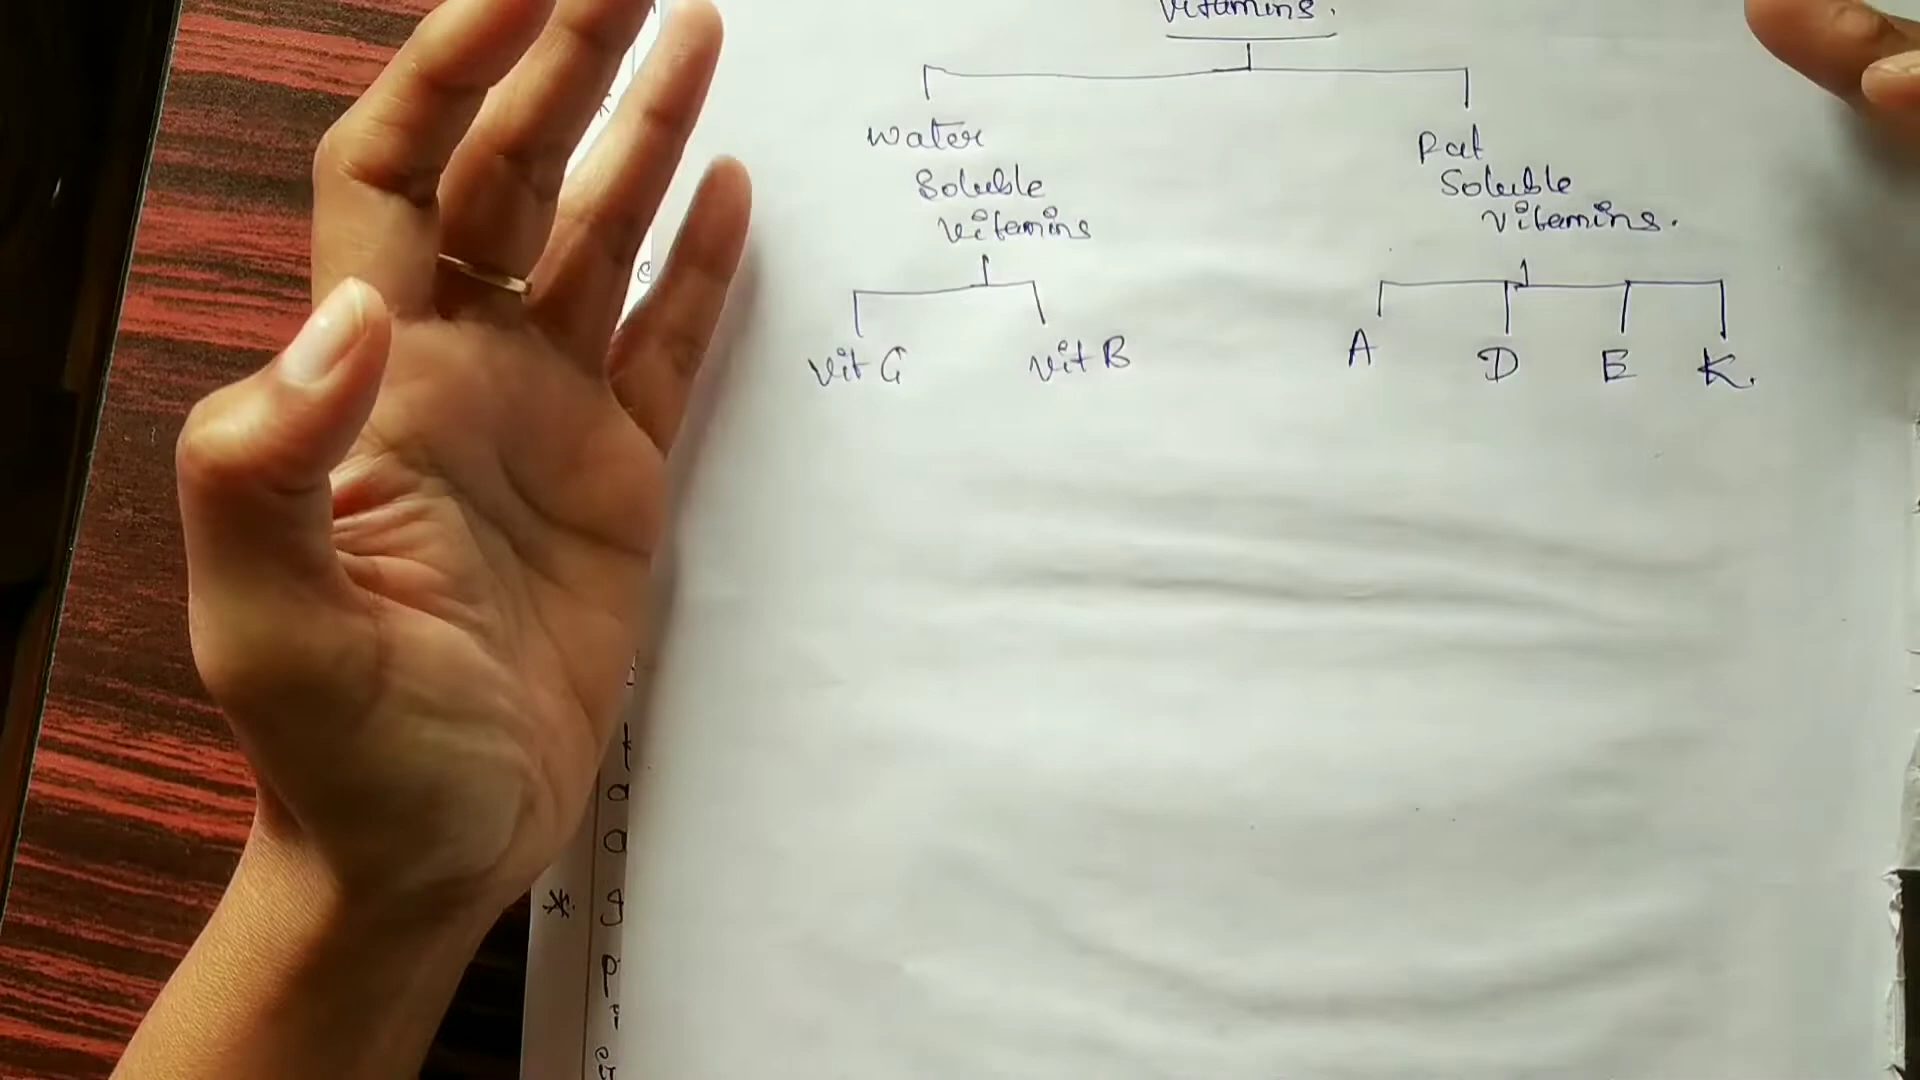 Vitamins.
Water
Soluble
Vitamins
Fat
Soluble
Vitamins.
Vit C
Vit B
A
D
E
K.